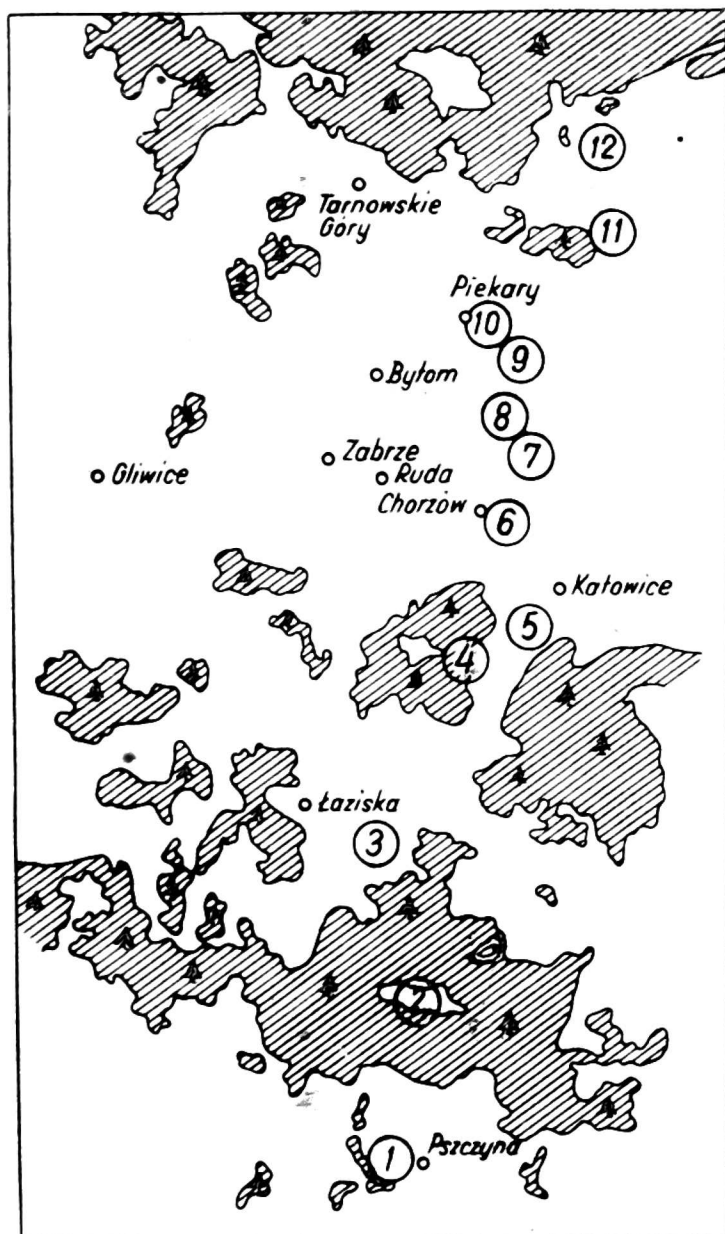 12
Tarnowskie
Góry
11
Piekary
10
9
Bytom
8
7
Zabrze
Gliwice
Ruda
Chorzów
6
Katowice
5
4
Łaziska
3
2
1
Pszczyna